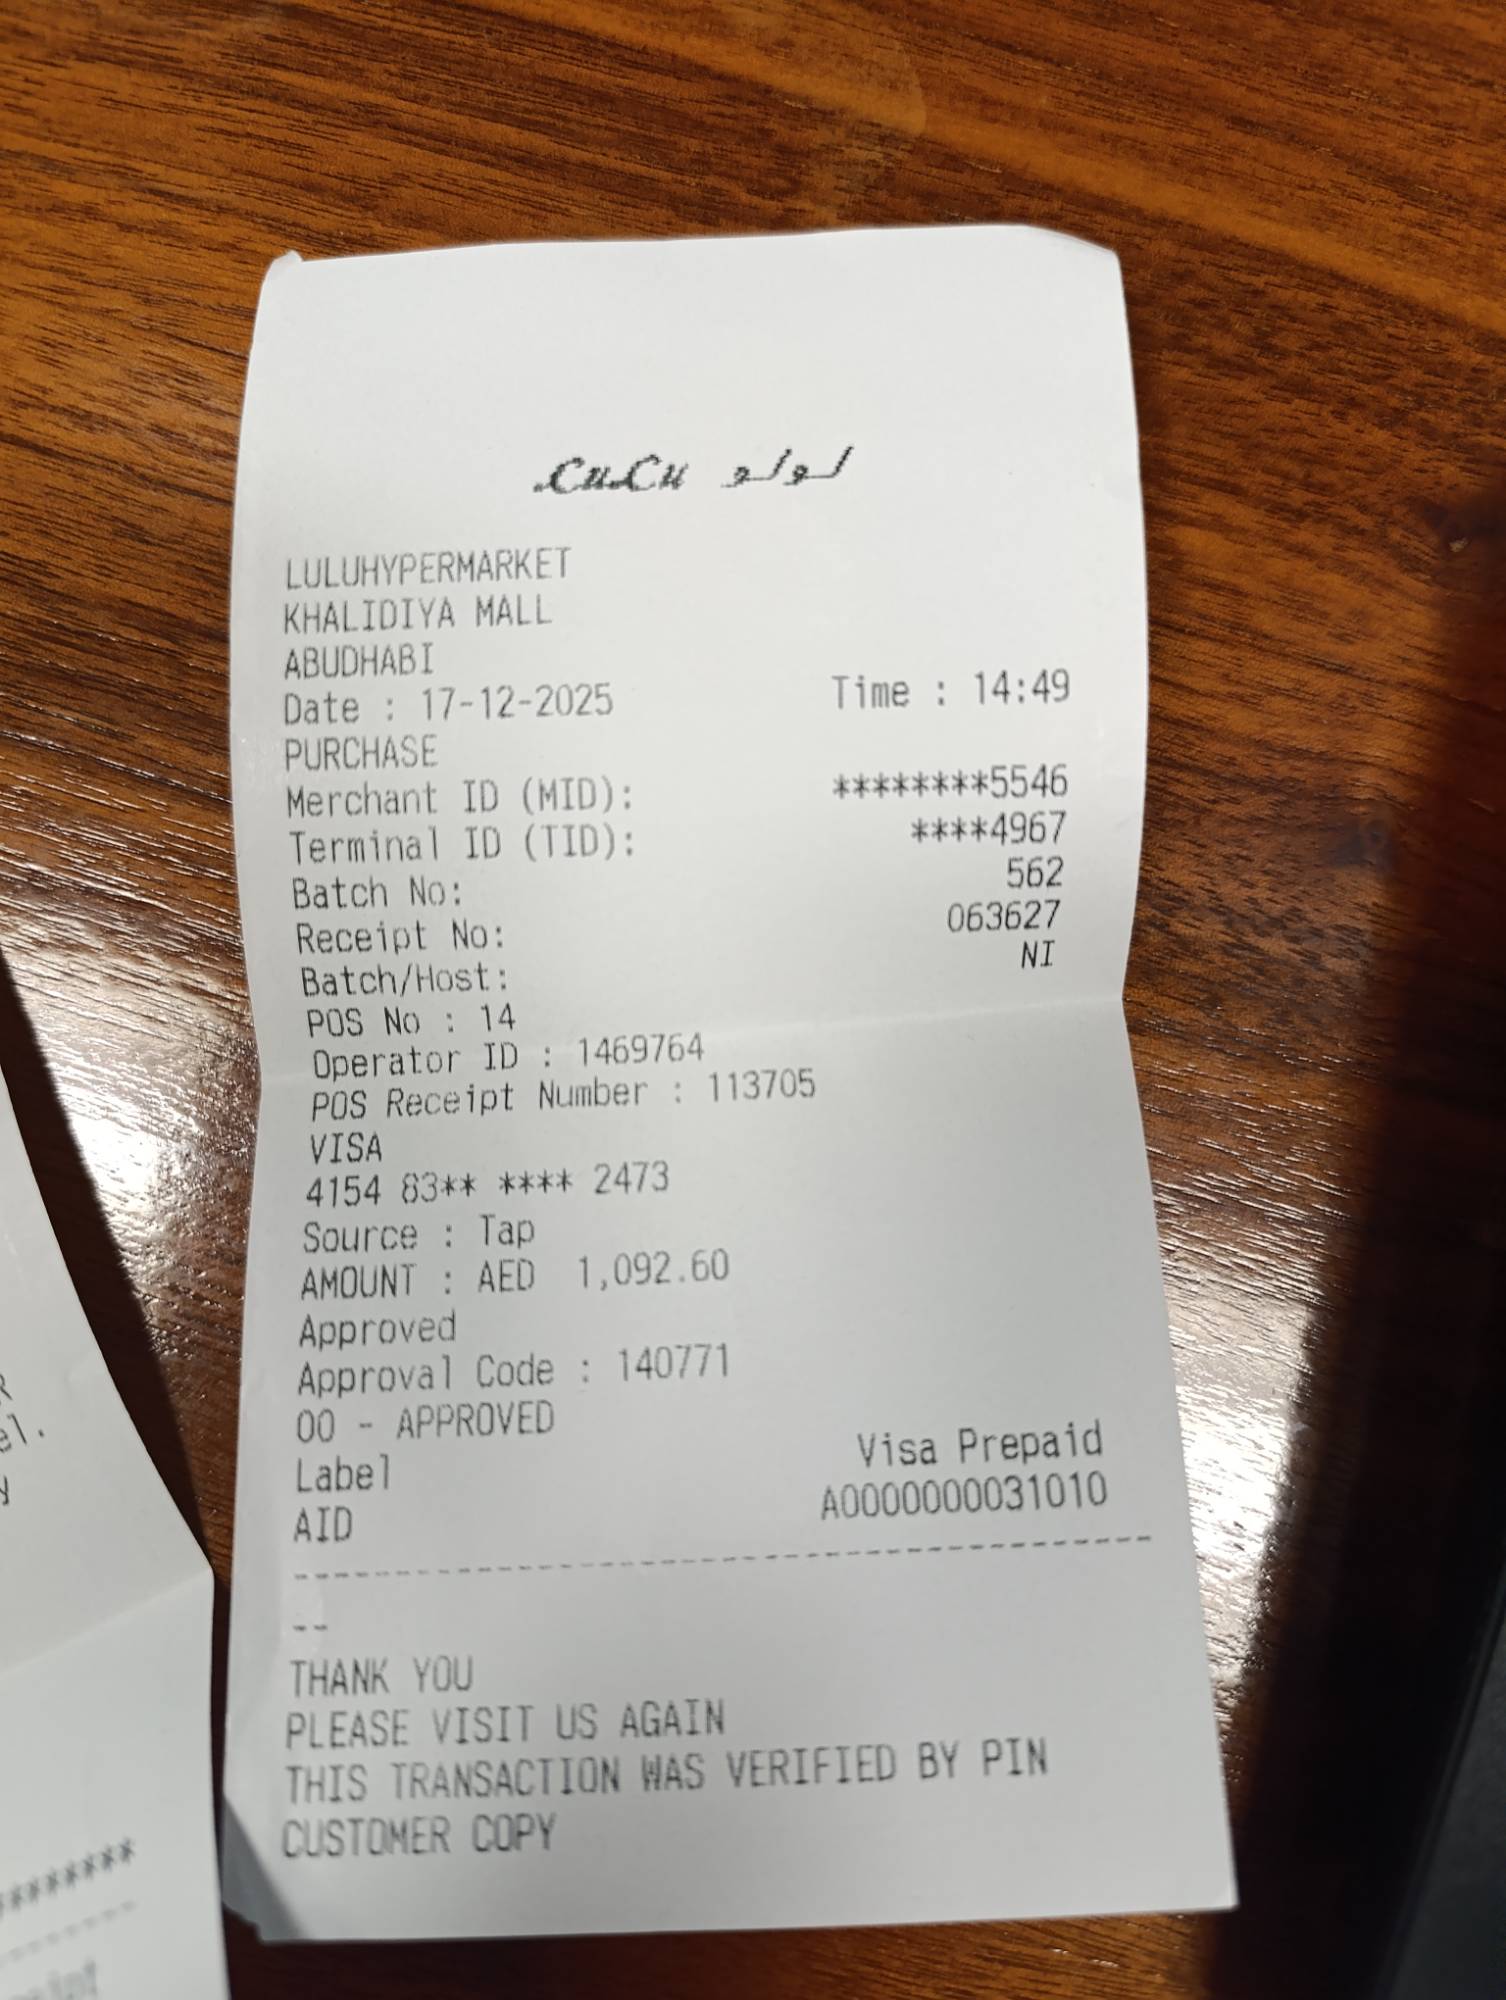 LuLu لولو
LULUHYPERMARKET
KHALIDIYA MALL
ABUDHABI
Date : 17-12-2025 Time : 14:49
PURCHASE
Merchant ID (MID): ********5546
Terminal ID (TID): ****4967
Batch No: 562
Receipt No: 063627
Batch/Host: NI
POS No : 14
Operator ID : 1469764
POS Receipt Number : 113705
VISA
4154 83** **** 2473
Source : Tap
AMOUNT : AED 1,092.60
Approved
Approval Code : 140771
00 - APPROVED
Label Visa Prepaid
AID A0000000031010
--
THANK YOU
PLEASE VISIT US AGAIN
THIS TRANSACTION WAS VERIFIED BY PIN
CUSTOMER COPY